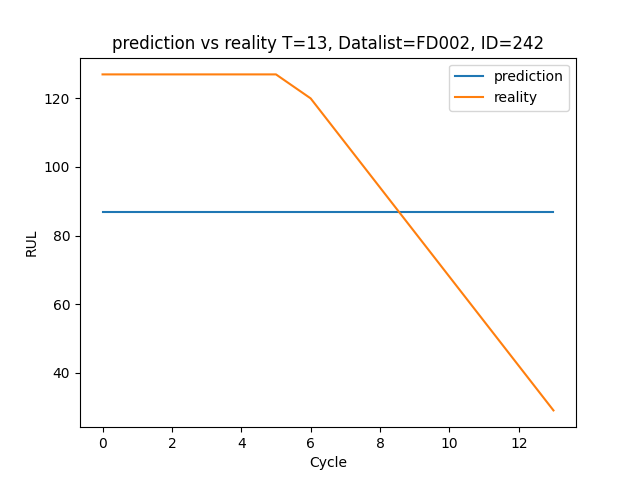 prediction vs reality T=13, Datalist=FD002, ID=242
prediction
reality
120
100
80
60
40
RUL
0 2 4 6 8 10 12
Cycle